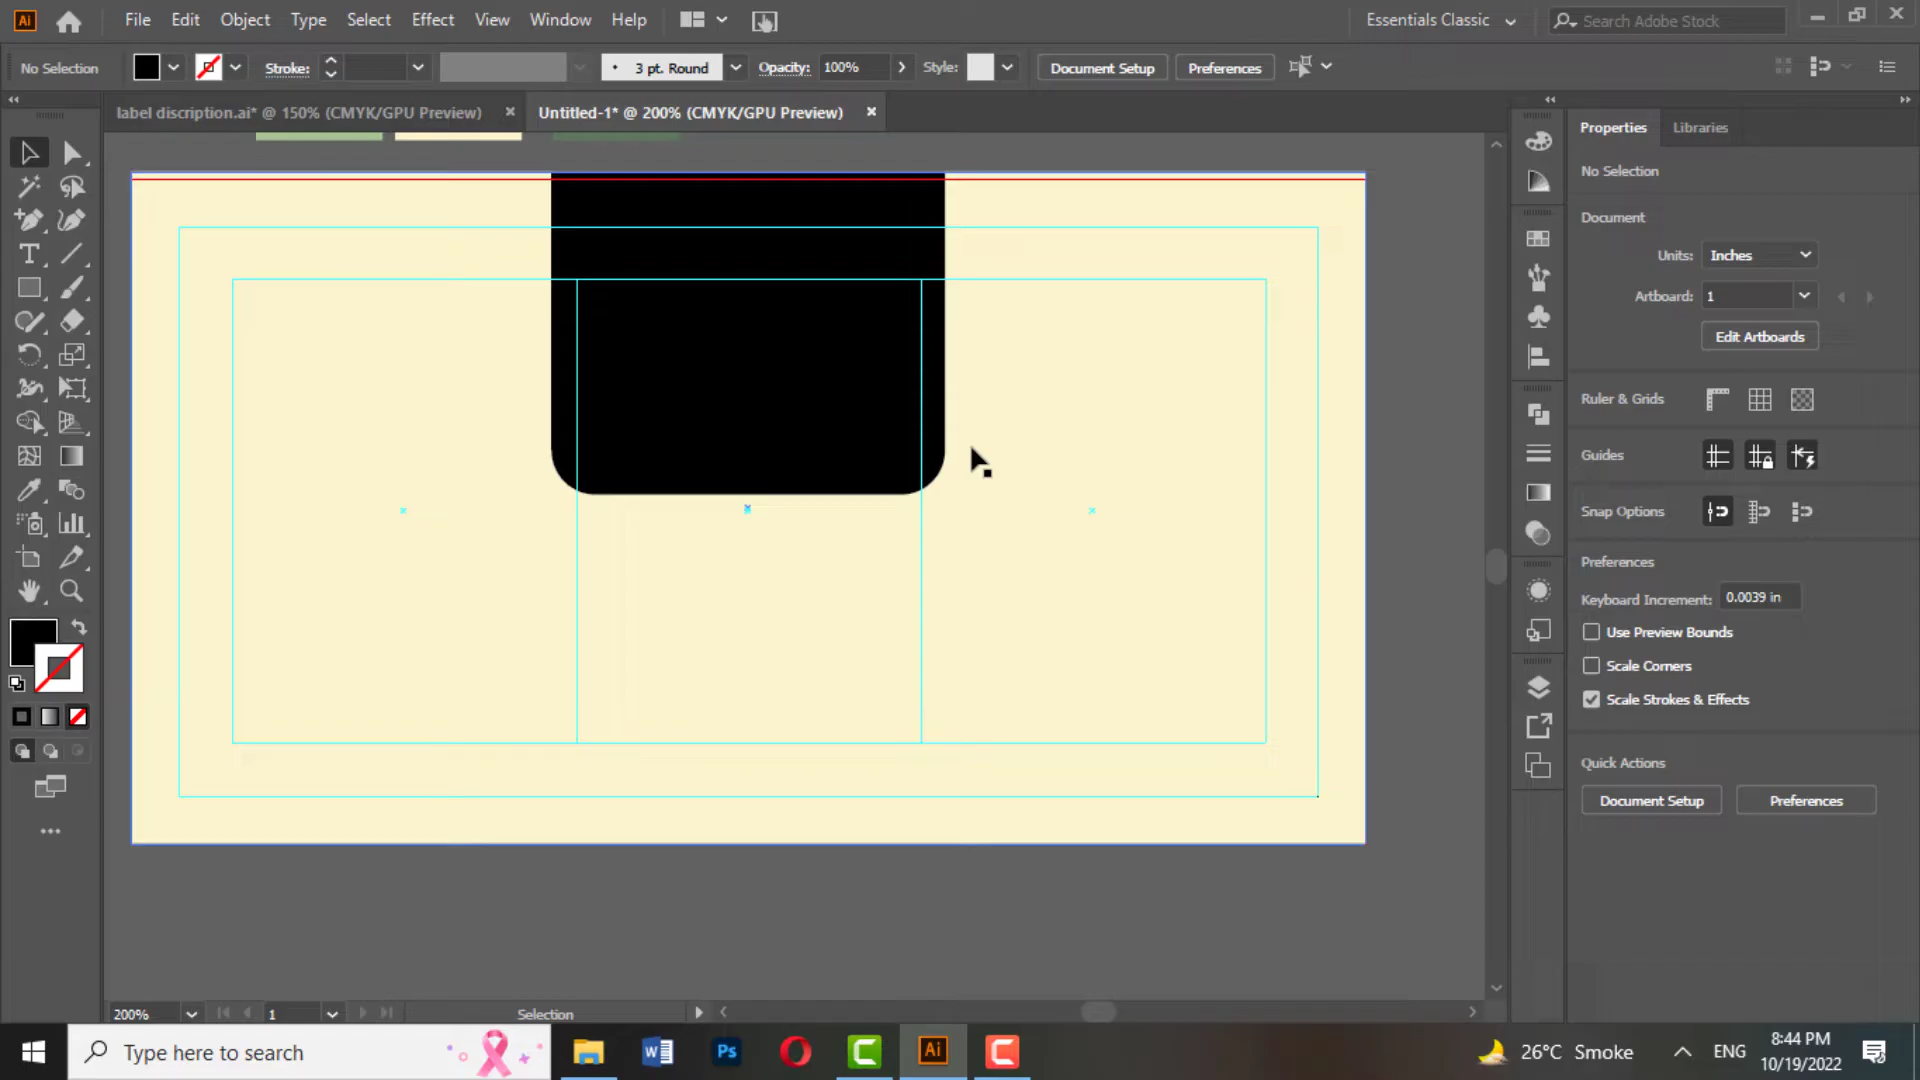 Ai File Edit Object Type Select Effect View Window Help Essentials Classic Search Adobe Stock
No Selection Stroke: 3 pt. Round Opacity: 100% Style: Document Setup Preferences
label discription.ai* @ 150% (CMYK/GPU Preview) Untitled-1* @ 200% (CMYK/GPU Preview)
Properties Libraries
No Selection
Document
Units: Inches
Artboard: 1
Edit Artboards
Ruler & Grids
Guides
Snap Options
Preferences
Keyboard Increment: 0.0039 in
Use Preview Bounds
Scale Corners
Scale Strokes & Effects
Quick Actions
Document Setup Preferences
200% 1 Selection
Type here to search
W Ps Ai
26°C Smoke ENG
8:44 PM
10/19/2022